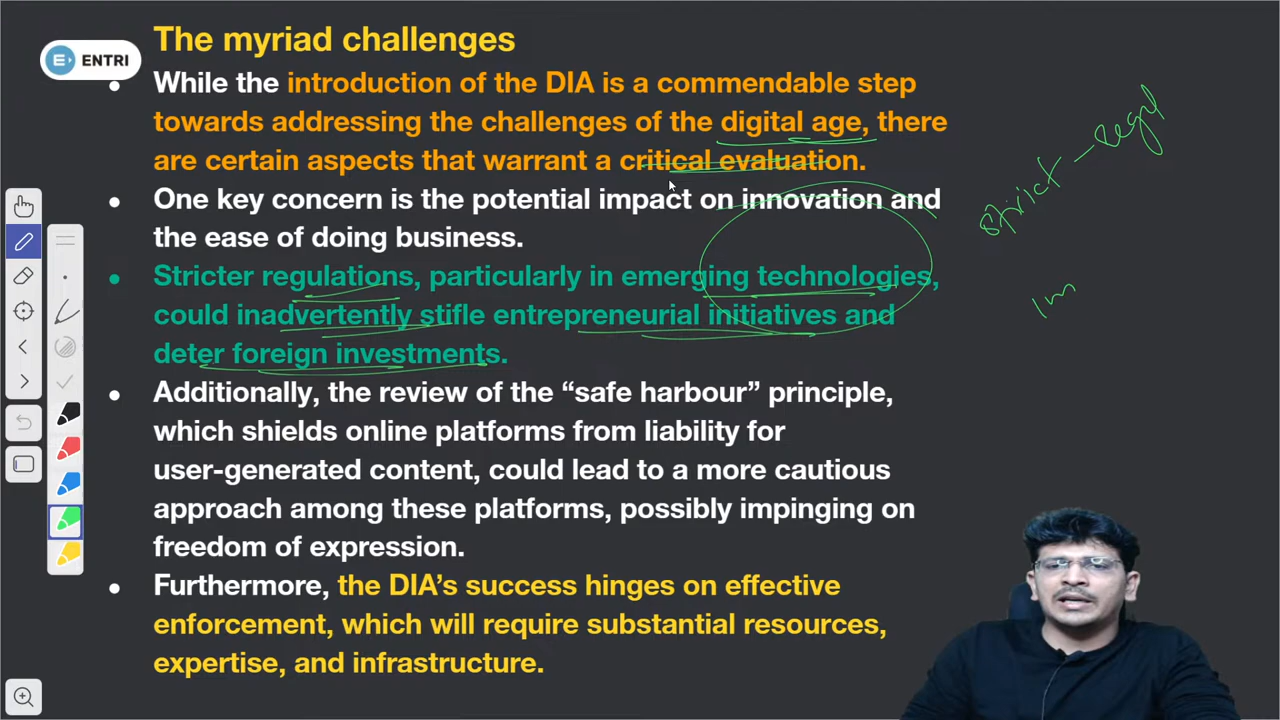 The myriad challenges
ENTRI
While the introduction of the DIA is a commendable step
towards addressing the challenges of the digital age, there
are certain aspects that warrant a critical evaluation.
One key concern is the potential impact on innovation and
the ease of doing business.
Stricter regulations, particularly in emerging technologies,
could inadvertently stifle entrepreneurial initiatives and
deter foreign investments.
Additionally, the review of the “safe harbour” principle,
which shields online platforms from liability for
user-generated content, could lead to a more cautious
approach among these platforms, possibly impinging on
freedom of expression.
Furthermore, the DIA’s success hinges on effective
enforcement, which will require substantial resources,
expertise, and infrastructure.
strict –
Im